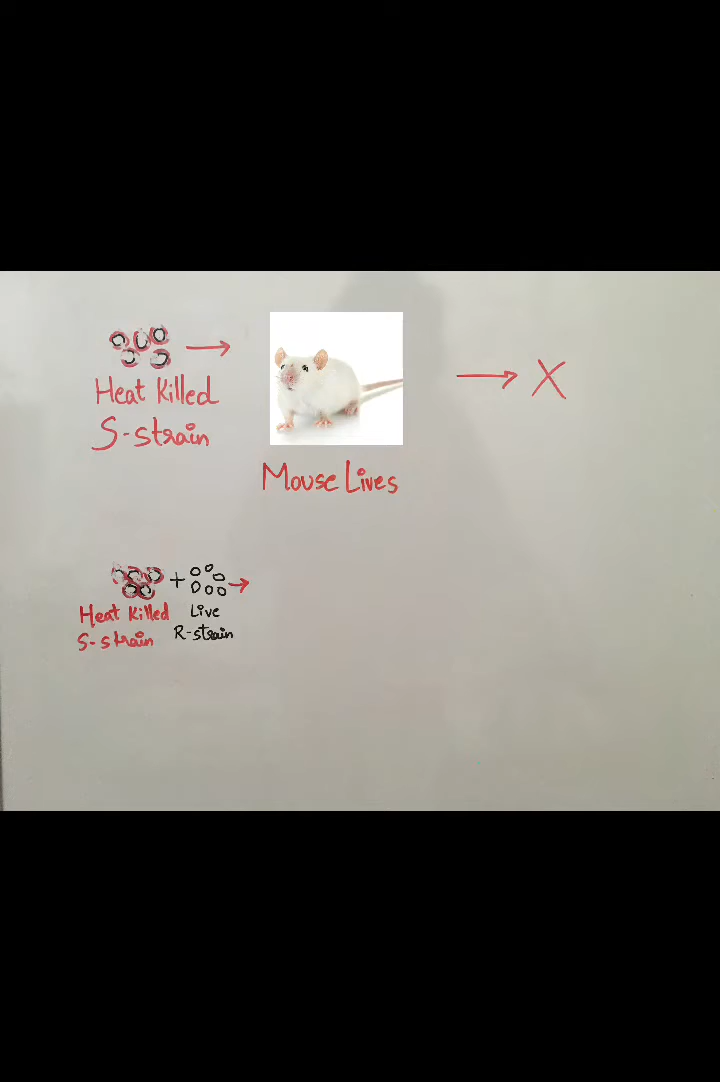 Heat Killed
S-strain
X
Mouse Lives
+
Heat Killed
S-strain
Live
R-strain